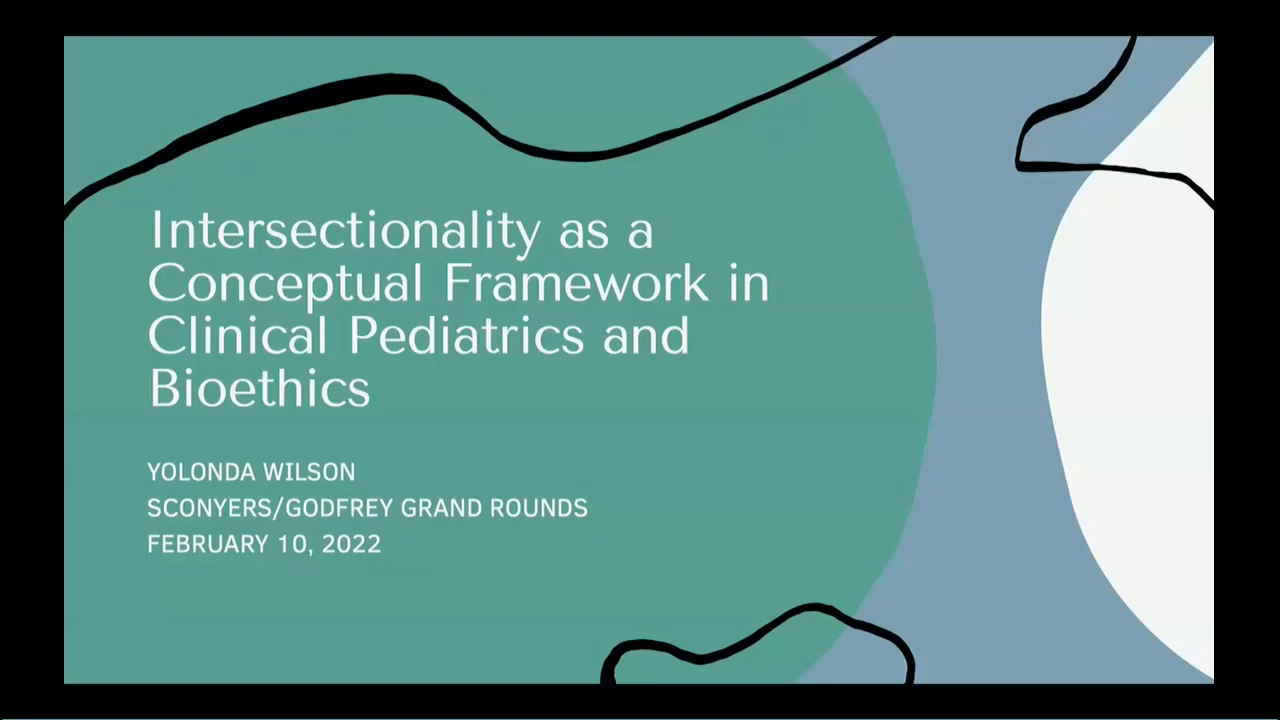 Intersectionality as a
Conceptual Framework in
Clinical Pediatrics and
Bioethics
YOLONDA WILSON
SCONYERS/GODFREY GRAND ROUNDS
FEBRUARY 10, 2022